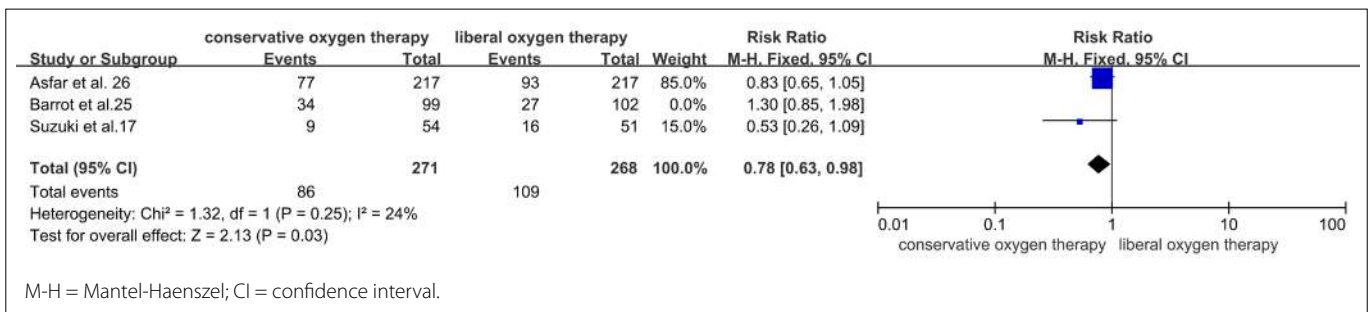 conservative oxygen therapy liberal oxygen therapy Risk Ratio Risk Ratio
Study or Subgroup Events Total Events Total Weight M-H, Fixed, 95% CI M-H, Fixed, 95% CI
Asfar et al. 26 77 217 93 217 85.0% 0.83 [0.65, 1.05]
Barrot et al.25 34 99 27 102 0.0% 1.30 [0.85, 1.98]
Suzuki et al.17 9 54 16 51 15.0% 0.53 [0.26, 1.09]
Total (95% CI) 271 268 100.0% 0.78 [0.63, 0.98]
Total events 86 109
Heterogeneity: Chi² = 1.32, df = 1 (P = 0.25); I² = 24%
Test for overall effect: Z = 2.13 (P = 0.03)
0.01 0.1 1 10 100
conservative oxygen therapy liberal oxygen therapy
M-H = Mantel-Haenszel; CI = confidence interval.